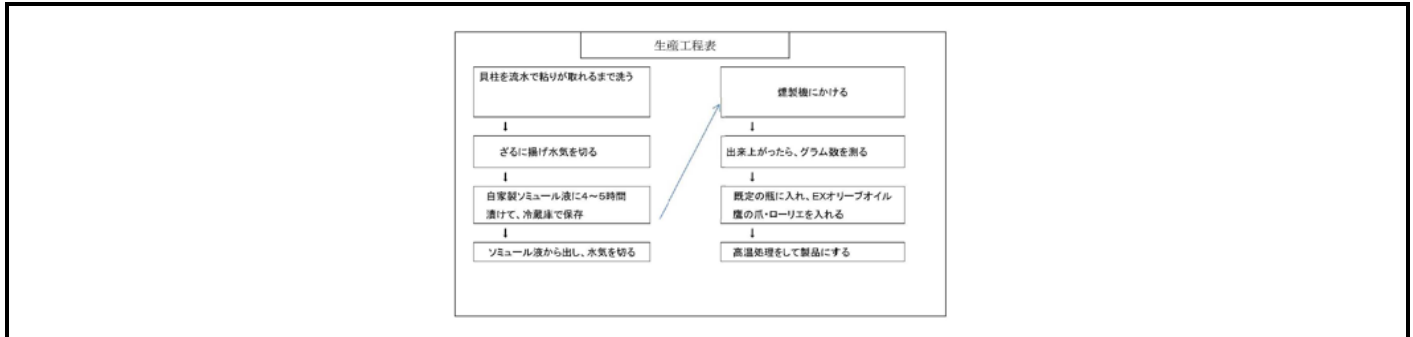 生産工程表
貝柱を流水で粘りが取れるまで洗う
↓
ざるに揚げ水気を切る
↓
自家製ソミュール液に4～5時間
漬けて、冷蔵庫で保存
↓
ソミュール液から出し、水気を切る
燻製機にかける
↓
出来上がったら、グラム数を測る
↓
既定の瓶に入れ、EXオリーブオイル
鷹の爪・ローリエを入れる
↓
高温処理をして製品にする